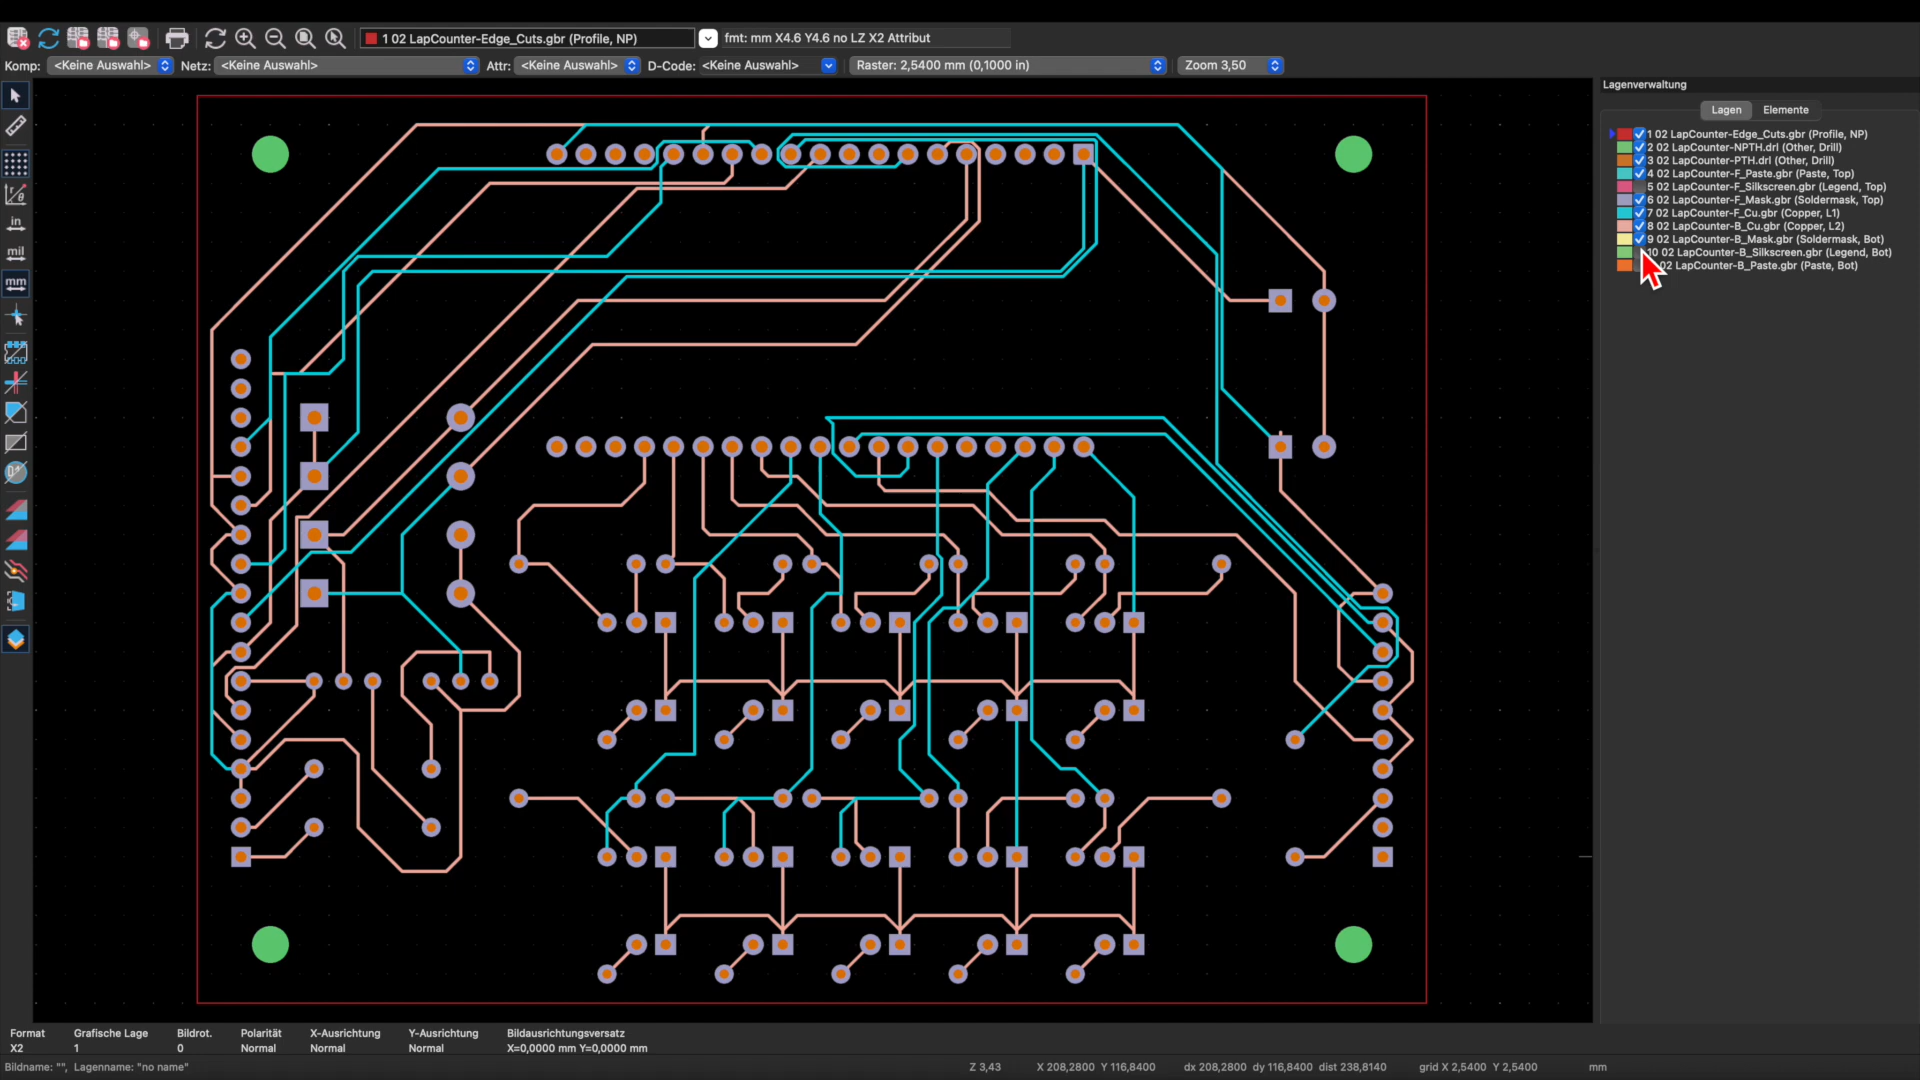 1 02 LapCounter-Edge_Cuts.gbr (Profile, NP)
fmt: mm X4.6 Y4.6 no LZ X2 Attribut
Komp: <Keine Auswahl> Netz: <Keine Auswahl> Attr: <Keine Auswahl> D-Code: <Keine Auswahl> Raster: 2,5400 mm (0,1000 in) Zoom 3,50
in
mil
mm
Lagenverwaltung
Lagen Elemente
1 02 LapCounter-Edge_Cuts.gbr (Profile, NP)
2 02 LapCounter-NPTH.drl (Other, Drill)
3 02 LapCounter-PTH.drl (Other, Drill)
4 02 LapCounter-F_Paste.gbr (Paste, Top)
5 02 LapCounter-F_Silkscreen.gbr (Legend, Top)
6 02 LapCounter-F_Mask.gbr (Soldermask, Top)
7 02 LapCounter-F_Cu.gbr (Copper, L1)
8 02 LapCounter-B_Cu.gbr (Copper, L2)
9 02 LapCounter-B_Mask.gbr (Soldermask, Bot)
10 02 LapCounter-B_Silkscreen.gbr (Legend, Bot)
02 LapCounter-B_Paste.gbr (Paste, Bot)
Format Grafische Lage Bildrot. Polarität X-Ausrichtung Y-Ausrichtung Bildausrichtungsversatz
X2 1 0 Normal Normal Normal X=0,0000 mm Y=0,0000 mm
Bildname: "", Lagenname: "no name" Z 3,43 X 208,2800 Y 116,8400 dx 208,2800 dy 116,8400 dist 238,8140 grid X 2,5400 Y 2,5400 mm